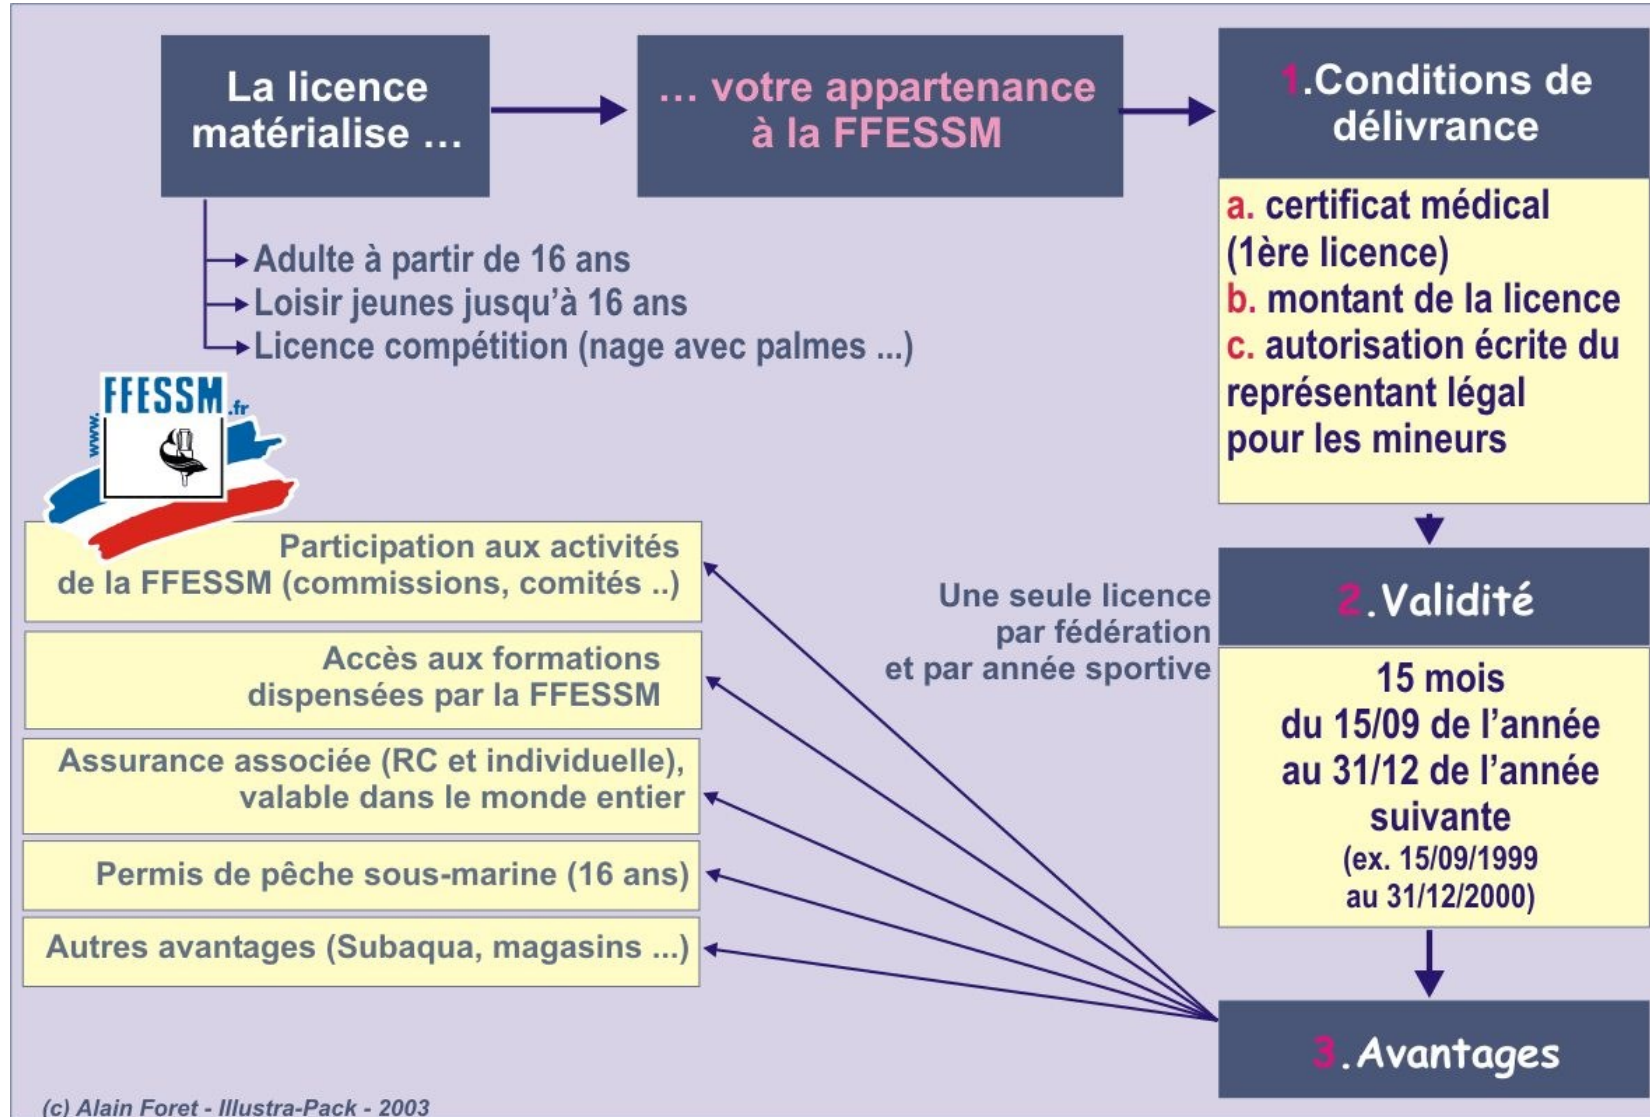 La licence
matérialise ...
... votre appartenance
à la FFESSM
1.Conditions de
délivrance
a. certificat médical
(1ère licence)
b. montant de la licence
c. autorisation écrite du
représentant légal
pour les mineurs
Adulte à partir de 16 ans
Loisir jeunes jusqu'à 16 ans
Licence compétition (nage avec palmes ...)
www.FFESSM.fr
Participation aux activités
de la FFESSM (commissions, comités ..)
Accès aux formations
dispensées par la FFESSM
Assurance associée (RC et individuelle),
valable dans le monde entier
Permis de pêche sous-marine (16 ans)
Autres avantages (Subaqua, magasins ...)
Une seule licence
par fédération
et par année sportive
2.Validité
15 mois
du 15/09 de l'année
au 31/12 de l'année
suivante
(ex. 15/09/1999
au 31/12/2000)
3.Avantages
(c) Alain Foret - Illustra-Pack - 2003